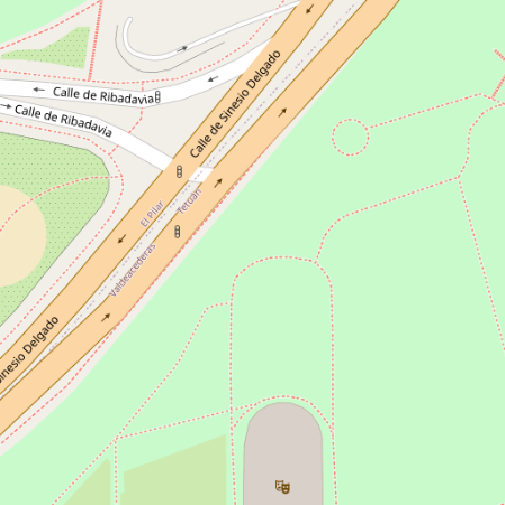 Calle de Sinesio Delgado
Calle de Ribadavia
Calle de Ribadavia
El Pilar
Tetuán
Valdeacederas
Sinesio Delgado